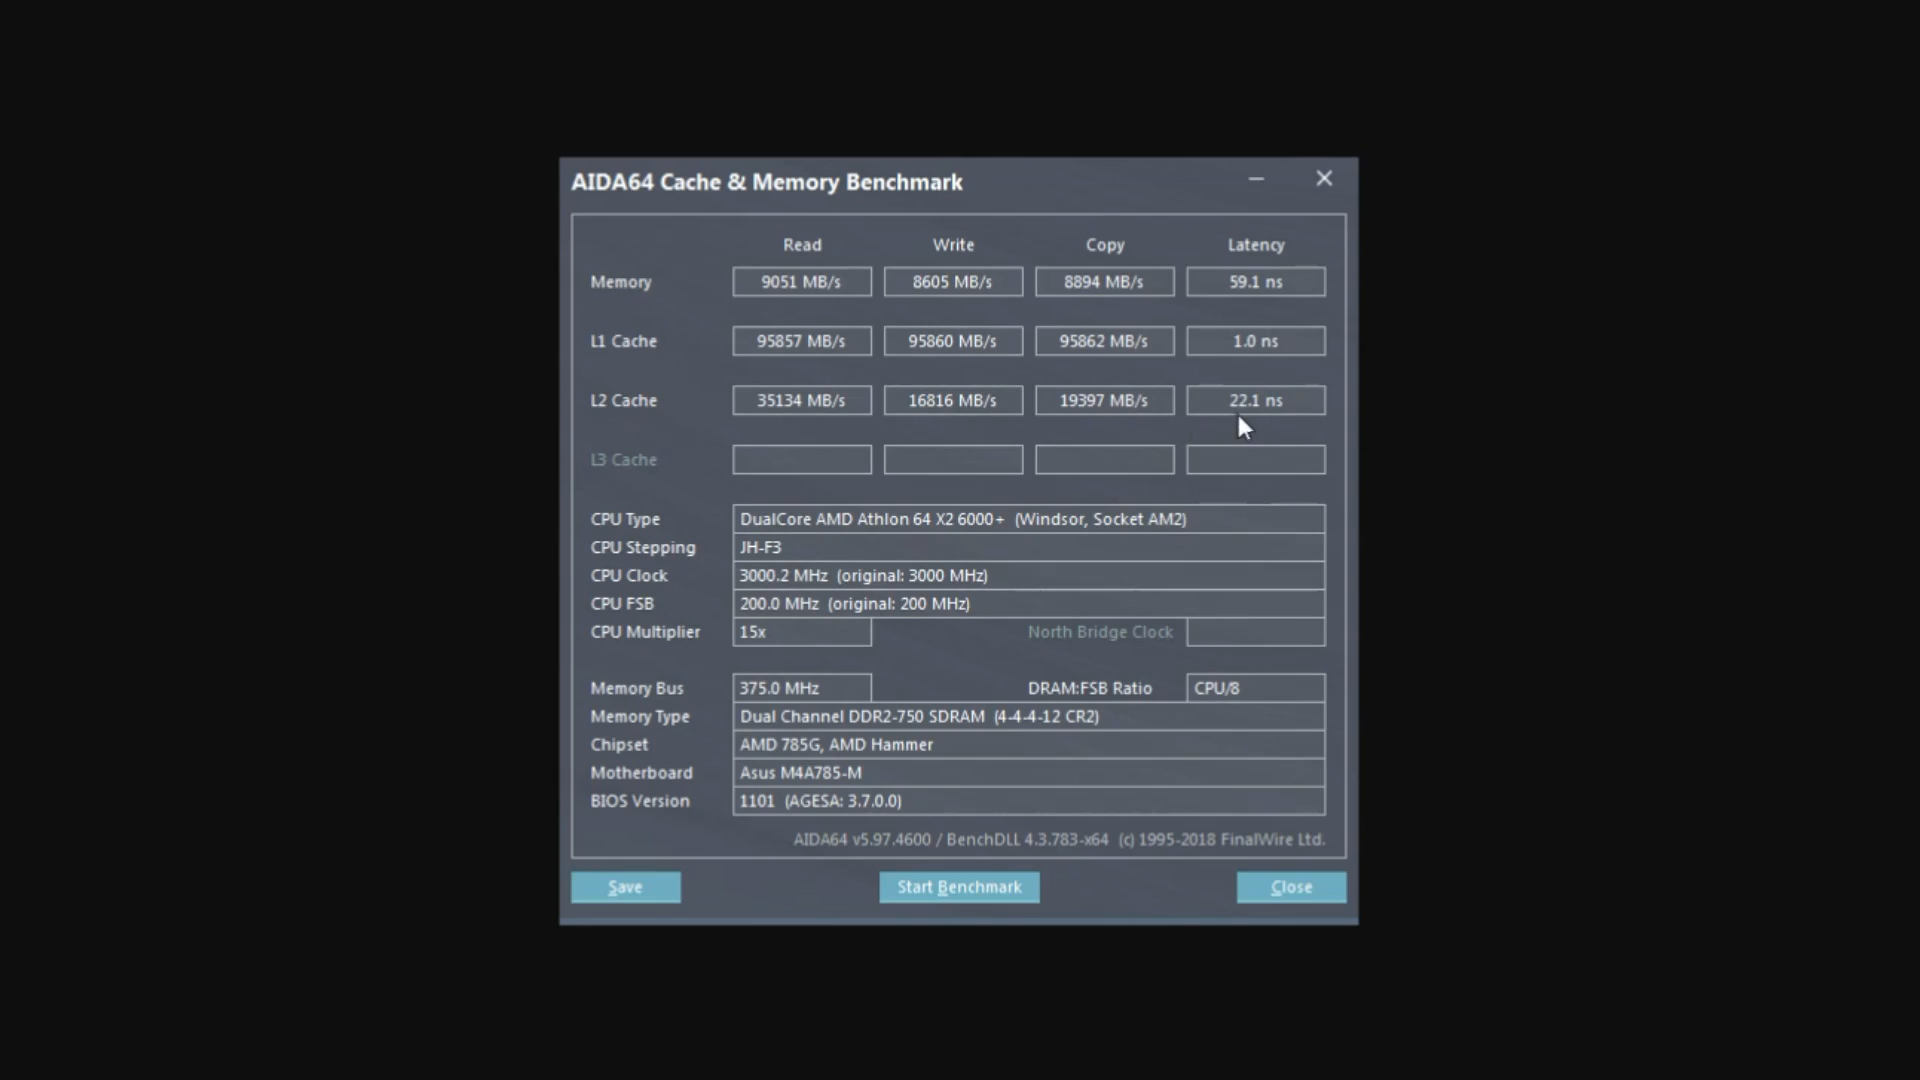 AIDA64 Cache & Memory Benchmark
Read Write Copy Latency
Memory 9051 MB/s 8605 MB/s 8894 MB/s 59.1 ns
L1 Cache 95857 MB/s 95860 MB/s 95862 MB/s 1.0 ns
L2 Cache 35134 MB/s 16816 MB/s 19397 MB/s 22.1 ns
L3 Cache
CPU Type DualCore AMD Athlon 64 X2 6000+ (Windsor, Socket AM2)
CPU Stepping JH-F3
CPU Clock 3000.2 MHz (original: 3000 MHz)
CPU FSB 200.0 MHz (original: 200 MHz)
CPU Multiplier 15x North Bridge Clock
Memory Bus 375.0 MHz DRAM:FSB Ratio CPU/8
Memory Type Dual Channel DDR2-750 SDRAM (4-4-4-12 CR2)
Chipset AMD 785G, AMD Hammer
Motherboard Asus M4A785-M
BIOS Version 1101 (AGESA: 3.7.0.0)
AIDA64 v5.97.4600 / BenchDLL 4.3.783-x64 (c) 1995-2018 FinalWire Ltd.
Save Start Benchmark Close